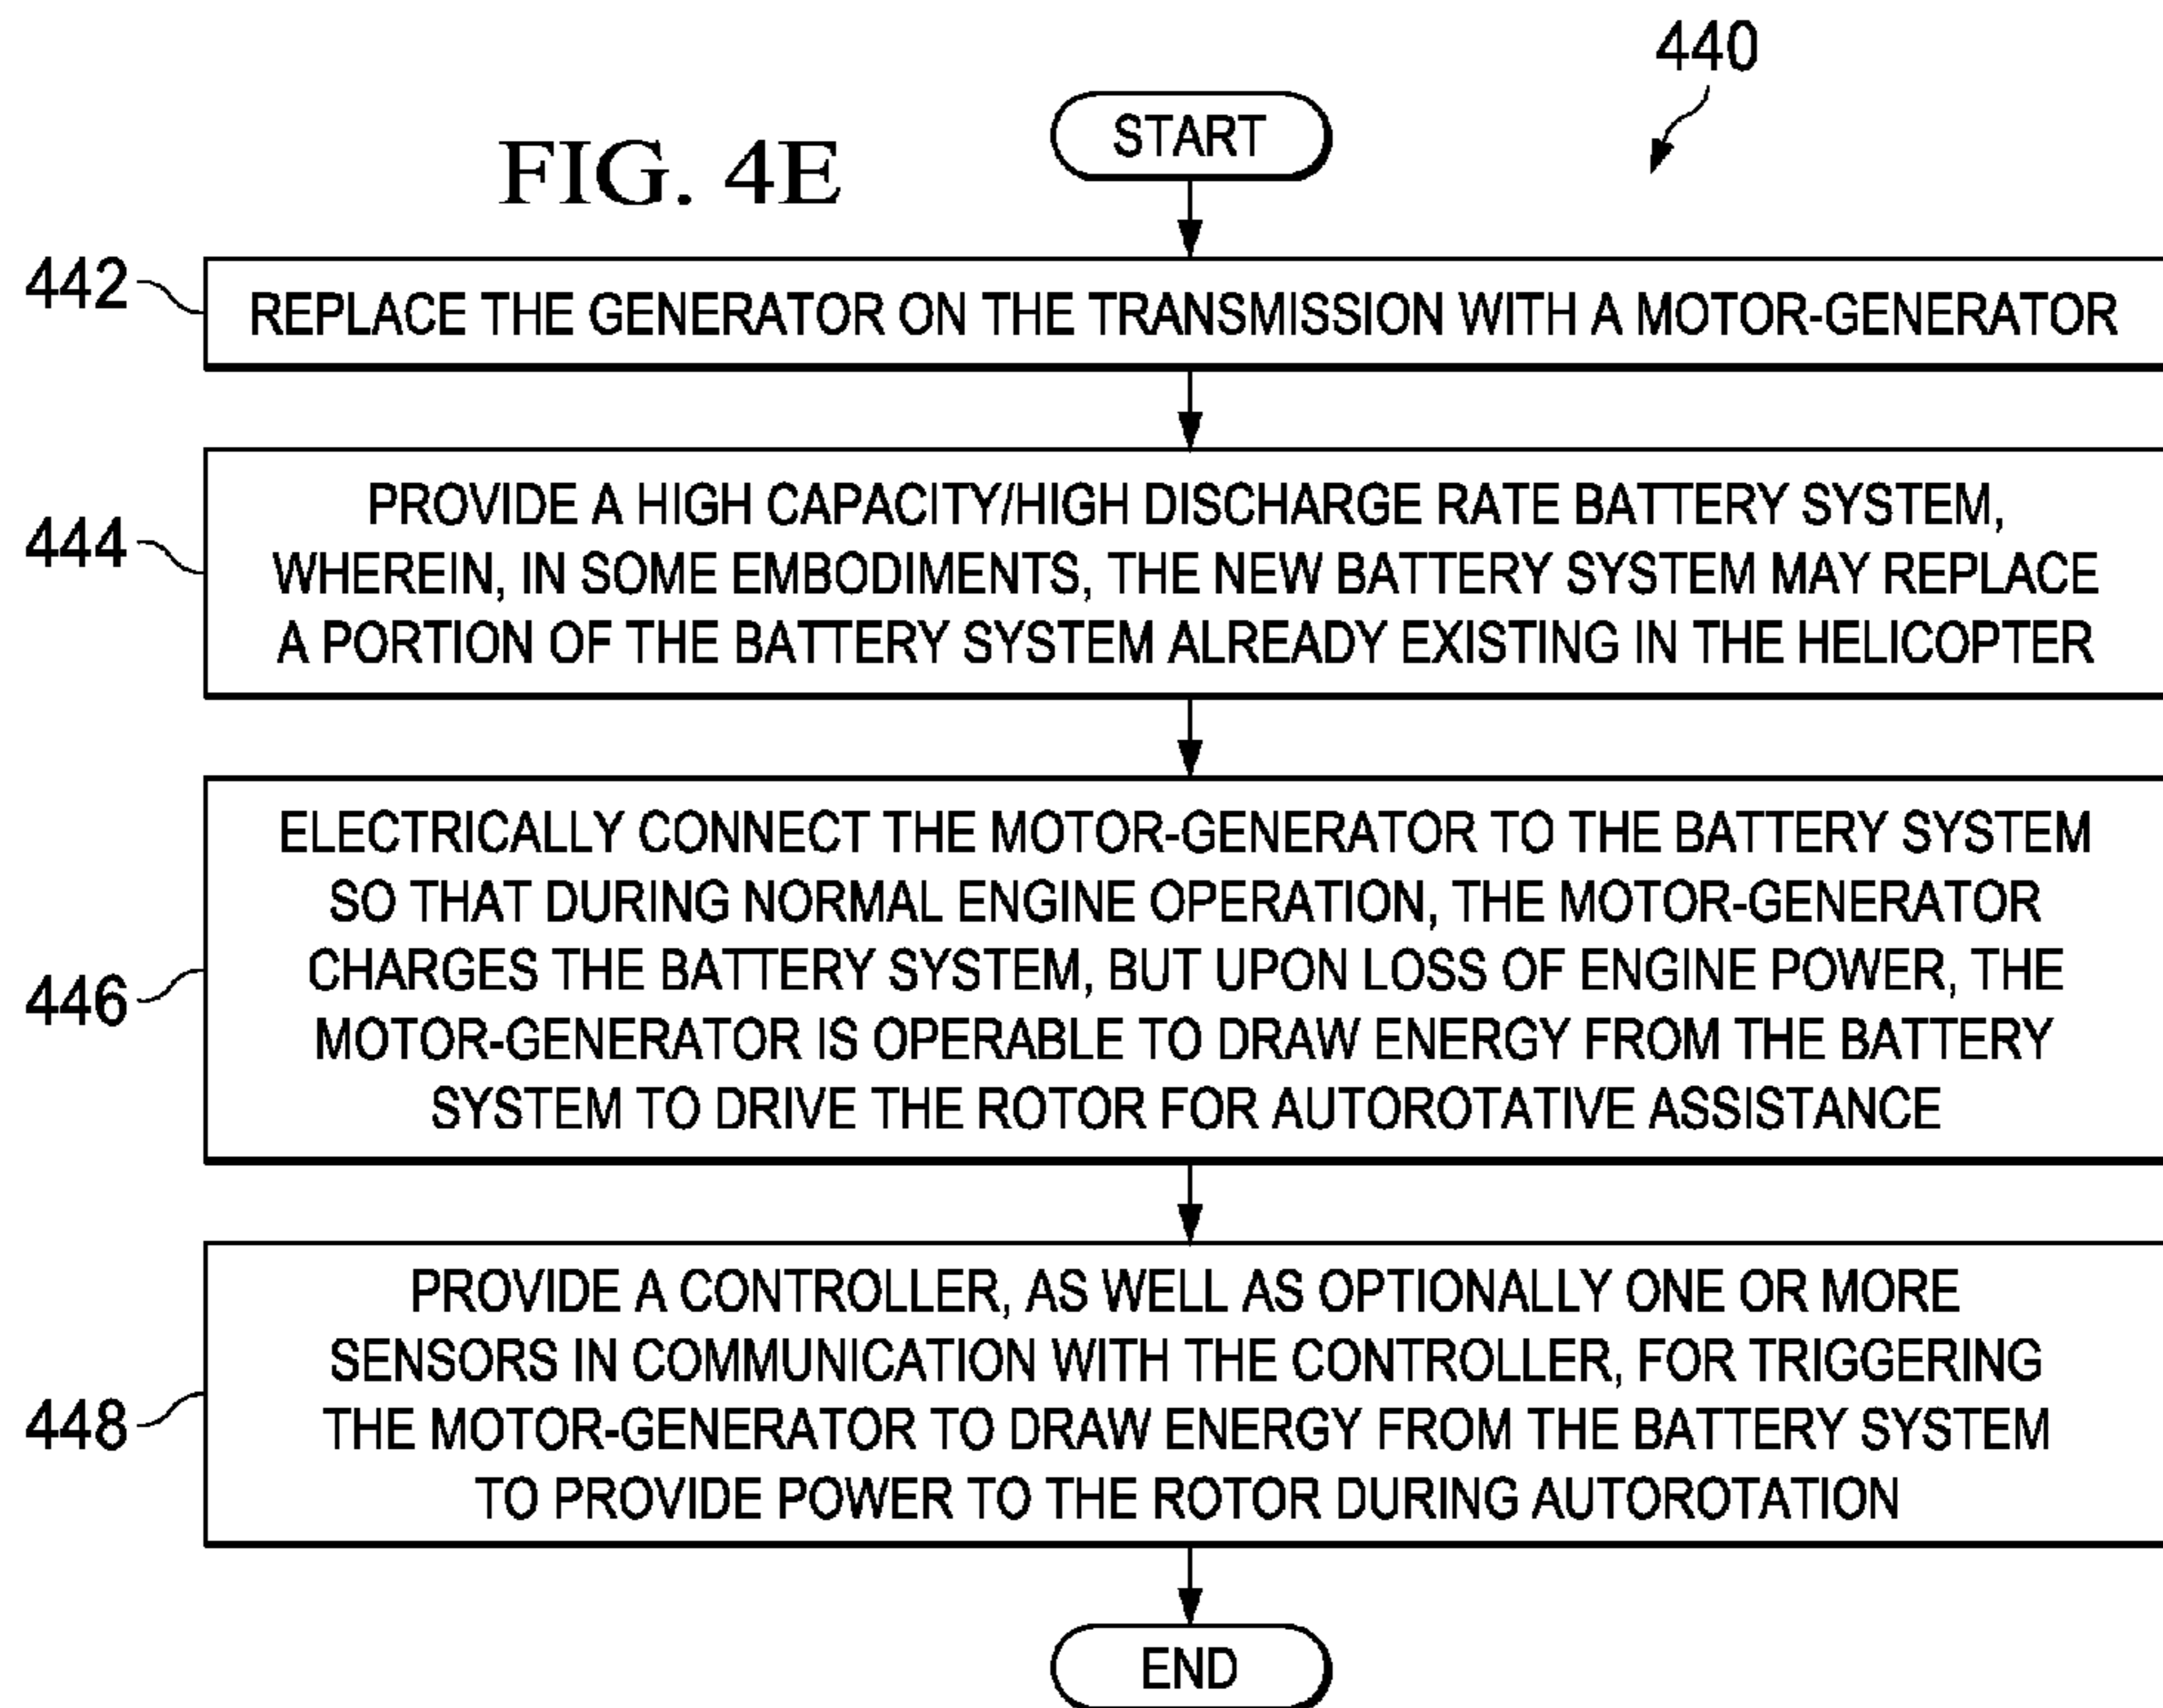 440
START
FIG. 4E
442
REPLACE THE GENERATOR ON THE TRANSMISSION WITH A MOTOR-GENERATOR
444
PROVIDE A HIGH CAPACITY/HIGH DISCHARGE RATE BATTERY SYSTEM,
WHEREIN, IN SOME EMBODIMENTS, THE NEW BATTERY SYSTEM MAY REPLACE
A PORTION OF THE BATTERY SYSTEM ALREADY EXISTING IN THE HELICOPTER
446
ELECTRICALLY CONNECT THE MOTOR-GENERATOR TO THE BATTERY SYSTEM
SO THAT DURING NORMAL ENGINE OPERATION, THE MOTOR-GENERATOR
CHARGES THE BATTERY SYSTEM, BUT UPON LOSS OF ENGINE POWER, THE
MOTOR-GENERATOR IS OPERABLE TO DRAW ENERGY FROM THE BATTERY
SYSTEM TO DRIVE THE ROTOR FOR AUTOROTATIVE ASSISTANCE
448
PROVIDE A CONTROLLER, AS WELL AS OPTIONALLY ONE OR MORE
SENSORS IN COMMUNICATION WITH THE CONTROLLER, FOR TRIGGERING
THE MOTOR-GENERATOR TO DRAW ENERGY FROM THE BATTERY SYSTEM
TO PROVIDE POWER TO THE ROTOR DURING AUTOROTATION
END